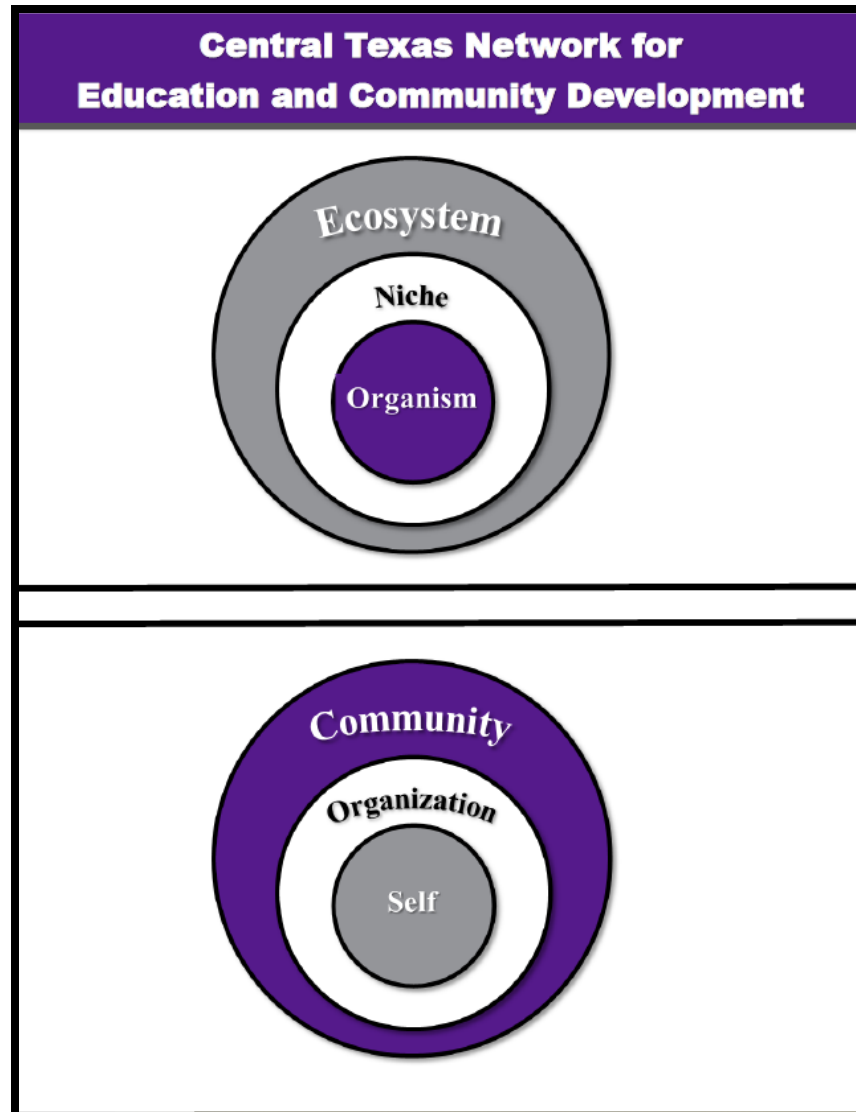 Central Texas Network for
Education and Community Development
Ecosystem
Niche
Organism
Community
Organization
Self